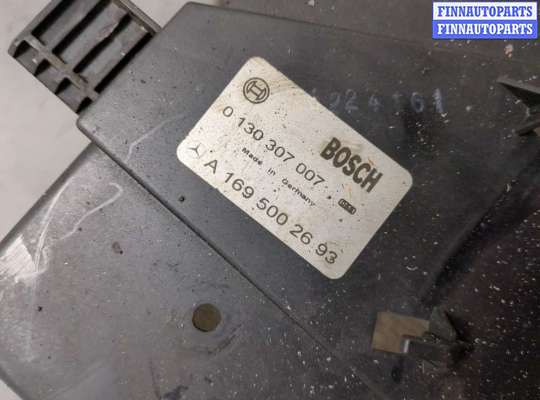 FINNAUTOPARTS
FINNAUTOPARTS
0 130 307 007
BOSCH
Made in Germany
A 169 500 26 93